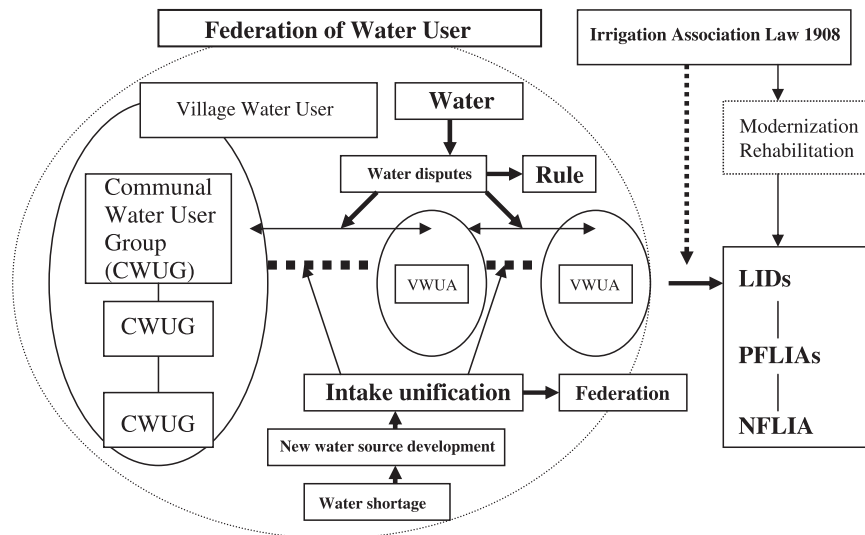 Federation of Water User
Irrigation Association Law 1908
Village Water User
Water
Modernization
Rehabilitation
Water disputes
Rule
Communal
Water User
Group
(CWUG)
VWUA
VWUA
LIDs
CWUG
PFLIAs
Intake unification
Federation
CWUG
NFLIA
New water source development
Water shortage